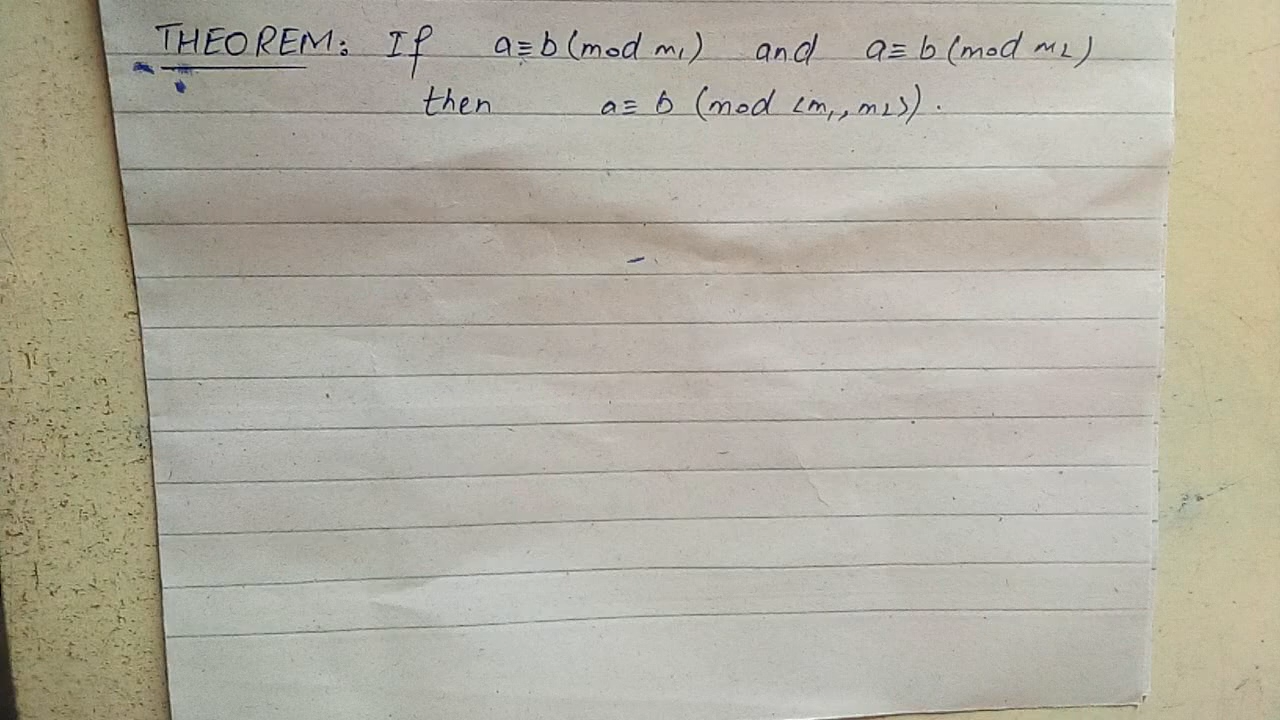 THEOREM: If a≡b (mod m₁) and a≡b (mod m₂)
then a≡ b (mod <m₁, m₂>).